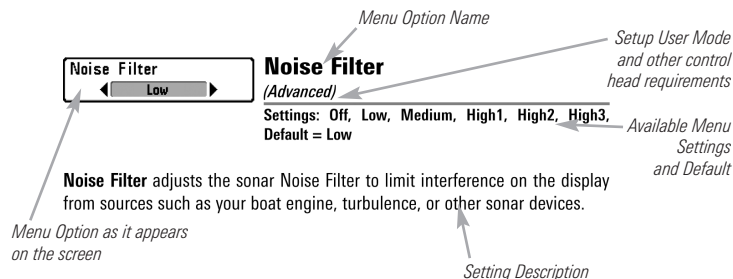 Menu Option Name
Setup User Mode
and other control
head requirements
Noise Filter
Low
Noise Filter
(Advanced)
Settings: Off, Low, Medium, High1, High2, High3,
Default = Low
Available Menu
Settings
and Default
Noise Filter adjusts the sonar Noise Filter to limit interference on the display
from sources such as your boat engine, turbulence, or other sonar devices.
Menu Option as it appears
on the screen
Setting Description